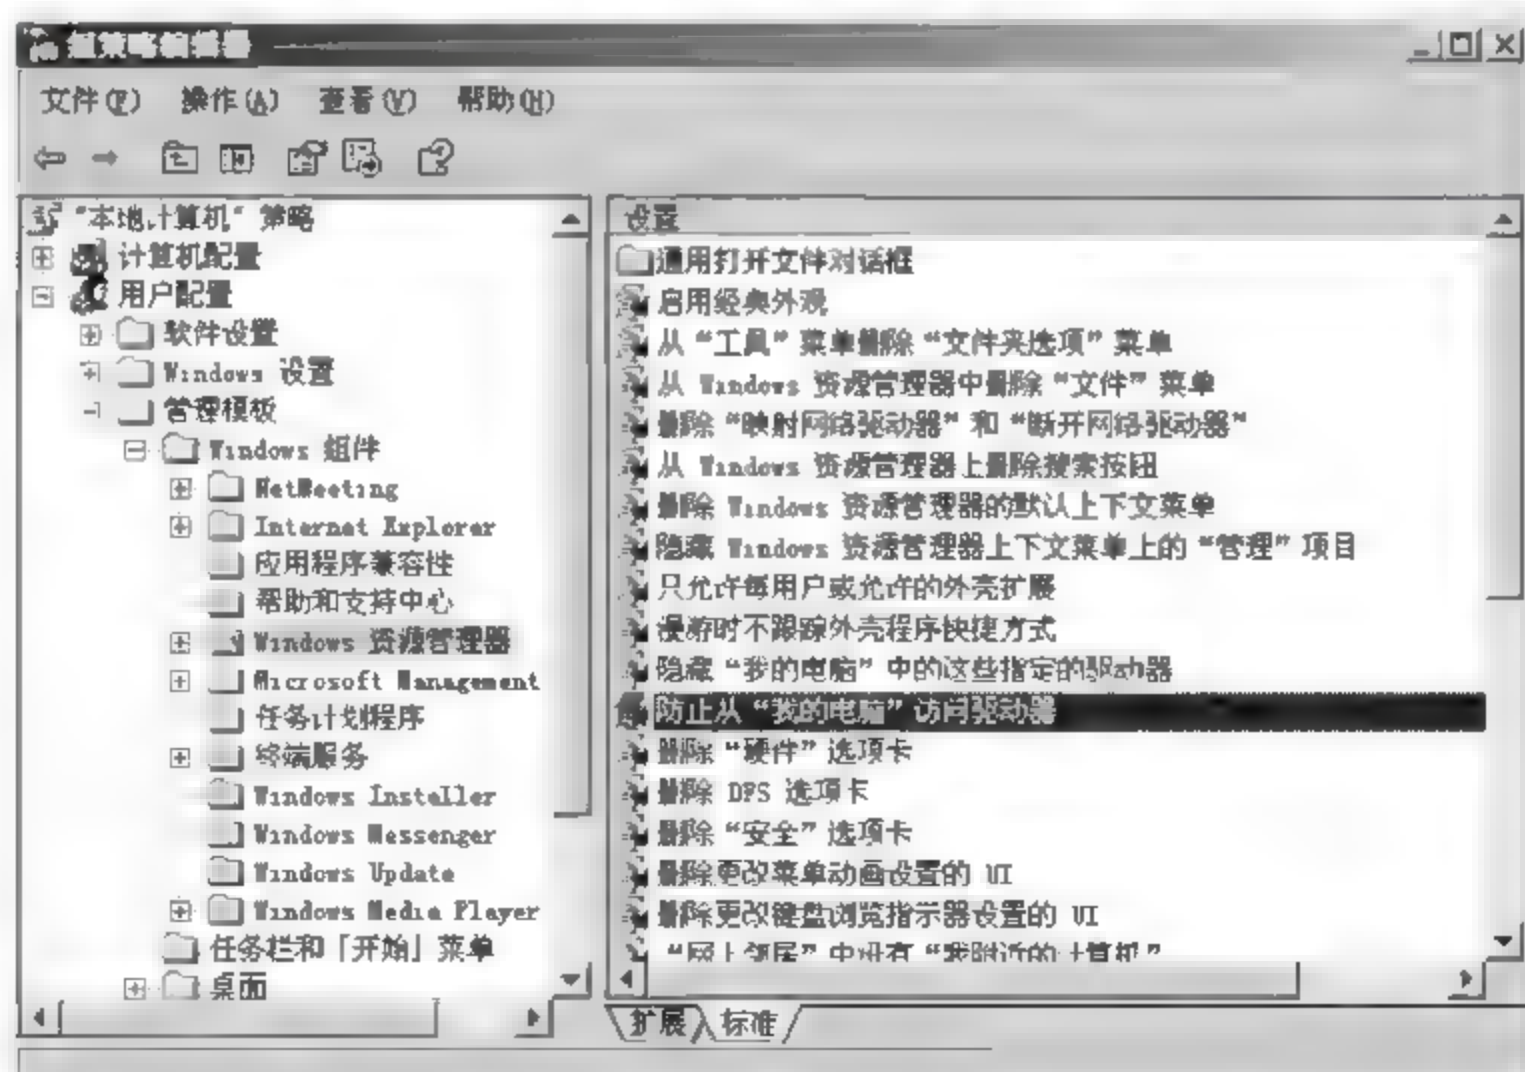 组策略编辑器
文件(F) 操作(A) 查看(V) 帮助(H)
“本地计算机”策略
计算机配置
用户配置
软件设置
Windows 设置
管理模板
Windows 组件
NetMeeting
Internet Explorer
应用程序兼容性
帮助和支持中心
Windows 资源管理器
Microsoft Management
任务计划程序
终端服务
Windows Installer
Windows Messenger
Windows Update
Windows Media Player
任务栏和「开始」菜单
桌面
设置
通用打开文件对话框
启用经典外观
从“工具”菜单删除“文件夹选项”菜单
从 Windows 资源管理器中删除“文件”菜单
删除“映射网络驱动器”和“断开网络驱动器”
从 Windows 资源管理器上删除搜索按钮
删除 Windows 资源管理器的默认上下文菜单
隐藏 Windows 资源管理器上下文菜单上的“管理”项目
只允许每用户或允许的外壳扩展
漫游时不跟踪外壳程序快捷方式
隐藏“我的电脑”中的这些指定的驱动器
防止从“我的电脑”访问驱动器
删除“硬件”选项卡
删除 DFS 选项卡
删除“安全”选项卡
删除更改菜单动画设置的 UI
删除更改键盘浏览指示器设置的 UI
“网上邻居”中没有“我附近的计算机”
扩展 标准